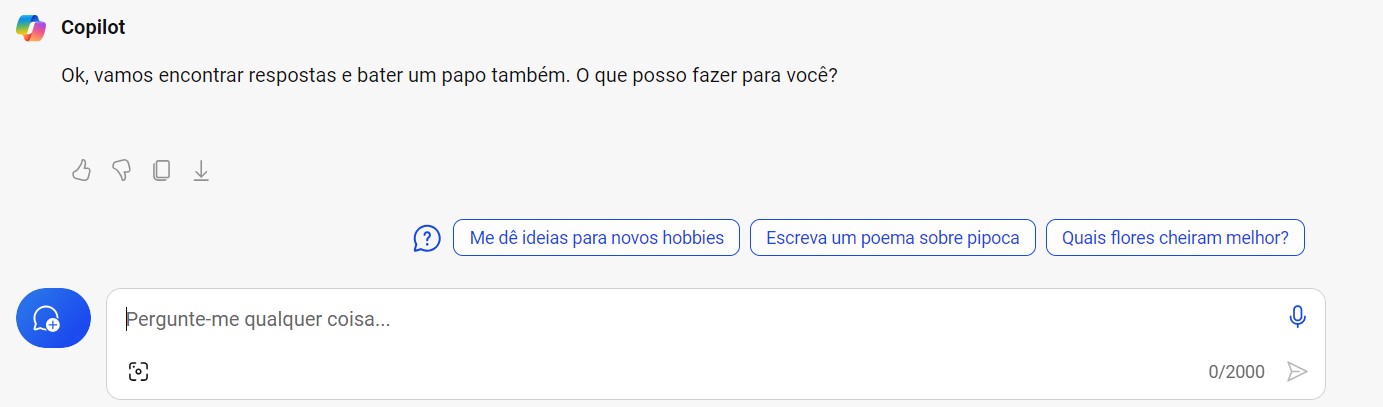 Copilot
Ok, vamos encontrar respostas e bater um papo também. O que posso fazer para você?
Me dê ideias para novos hobbies
Escreva um poema sobre pipoca
Quais flores cheiram melhor?
Pergunte-me qualquer coisa...
0/2000